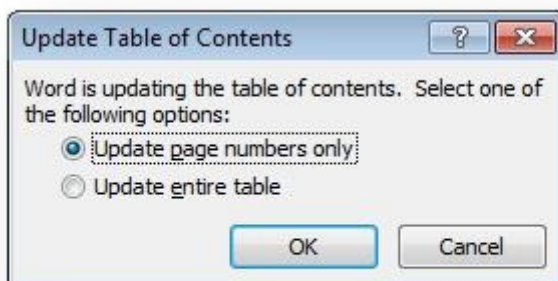 Update Table of Contents
Word is updating the table of contents. Select one of
the following options:
Update page numbers only
Update entire table
OK Cancel